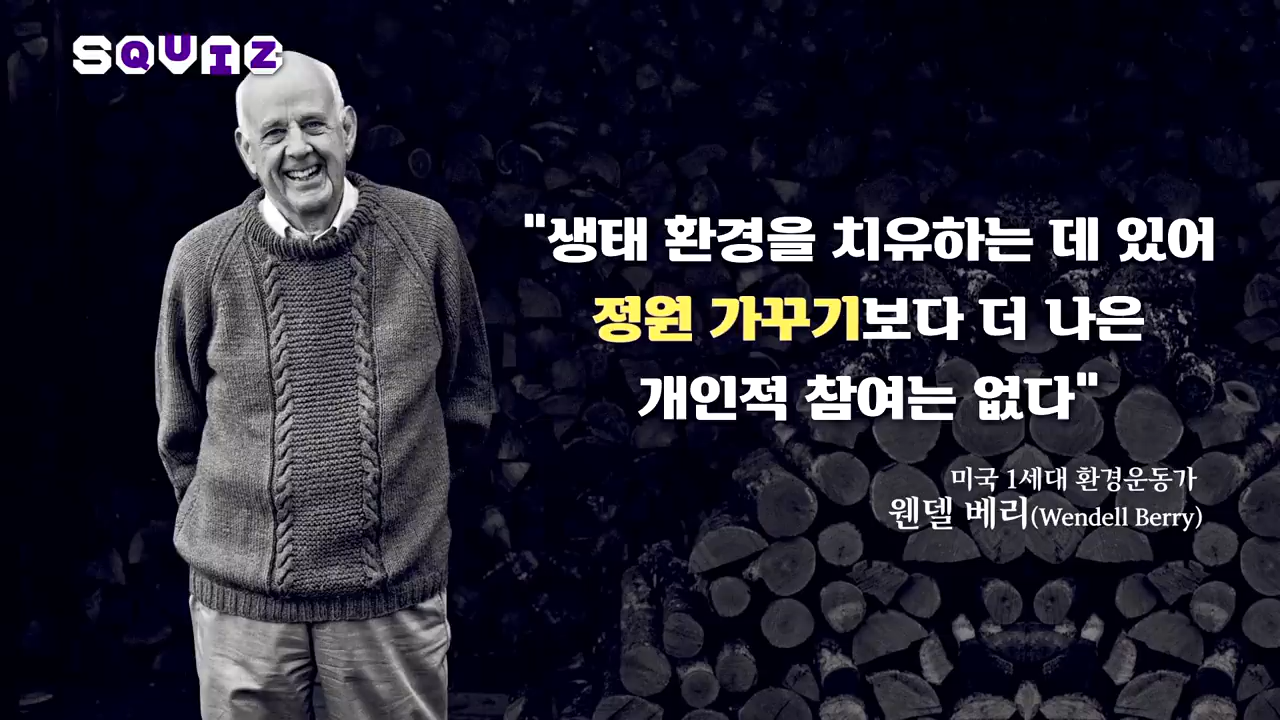 SQUIZ
"생태 환경을 치유하는 데 있어
정원 가꾸기보다 더 나은
개인적 참여는 없다"
미국 1세대 환경운동가
웬델 베리(Wendell Berry)